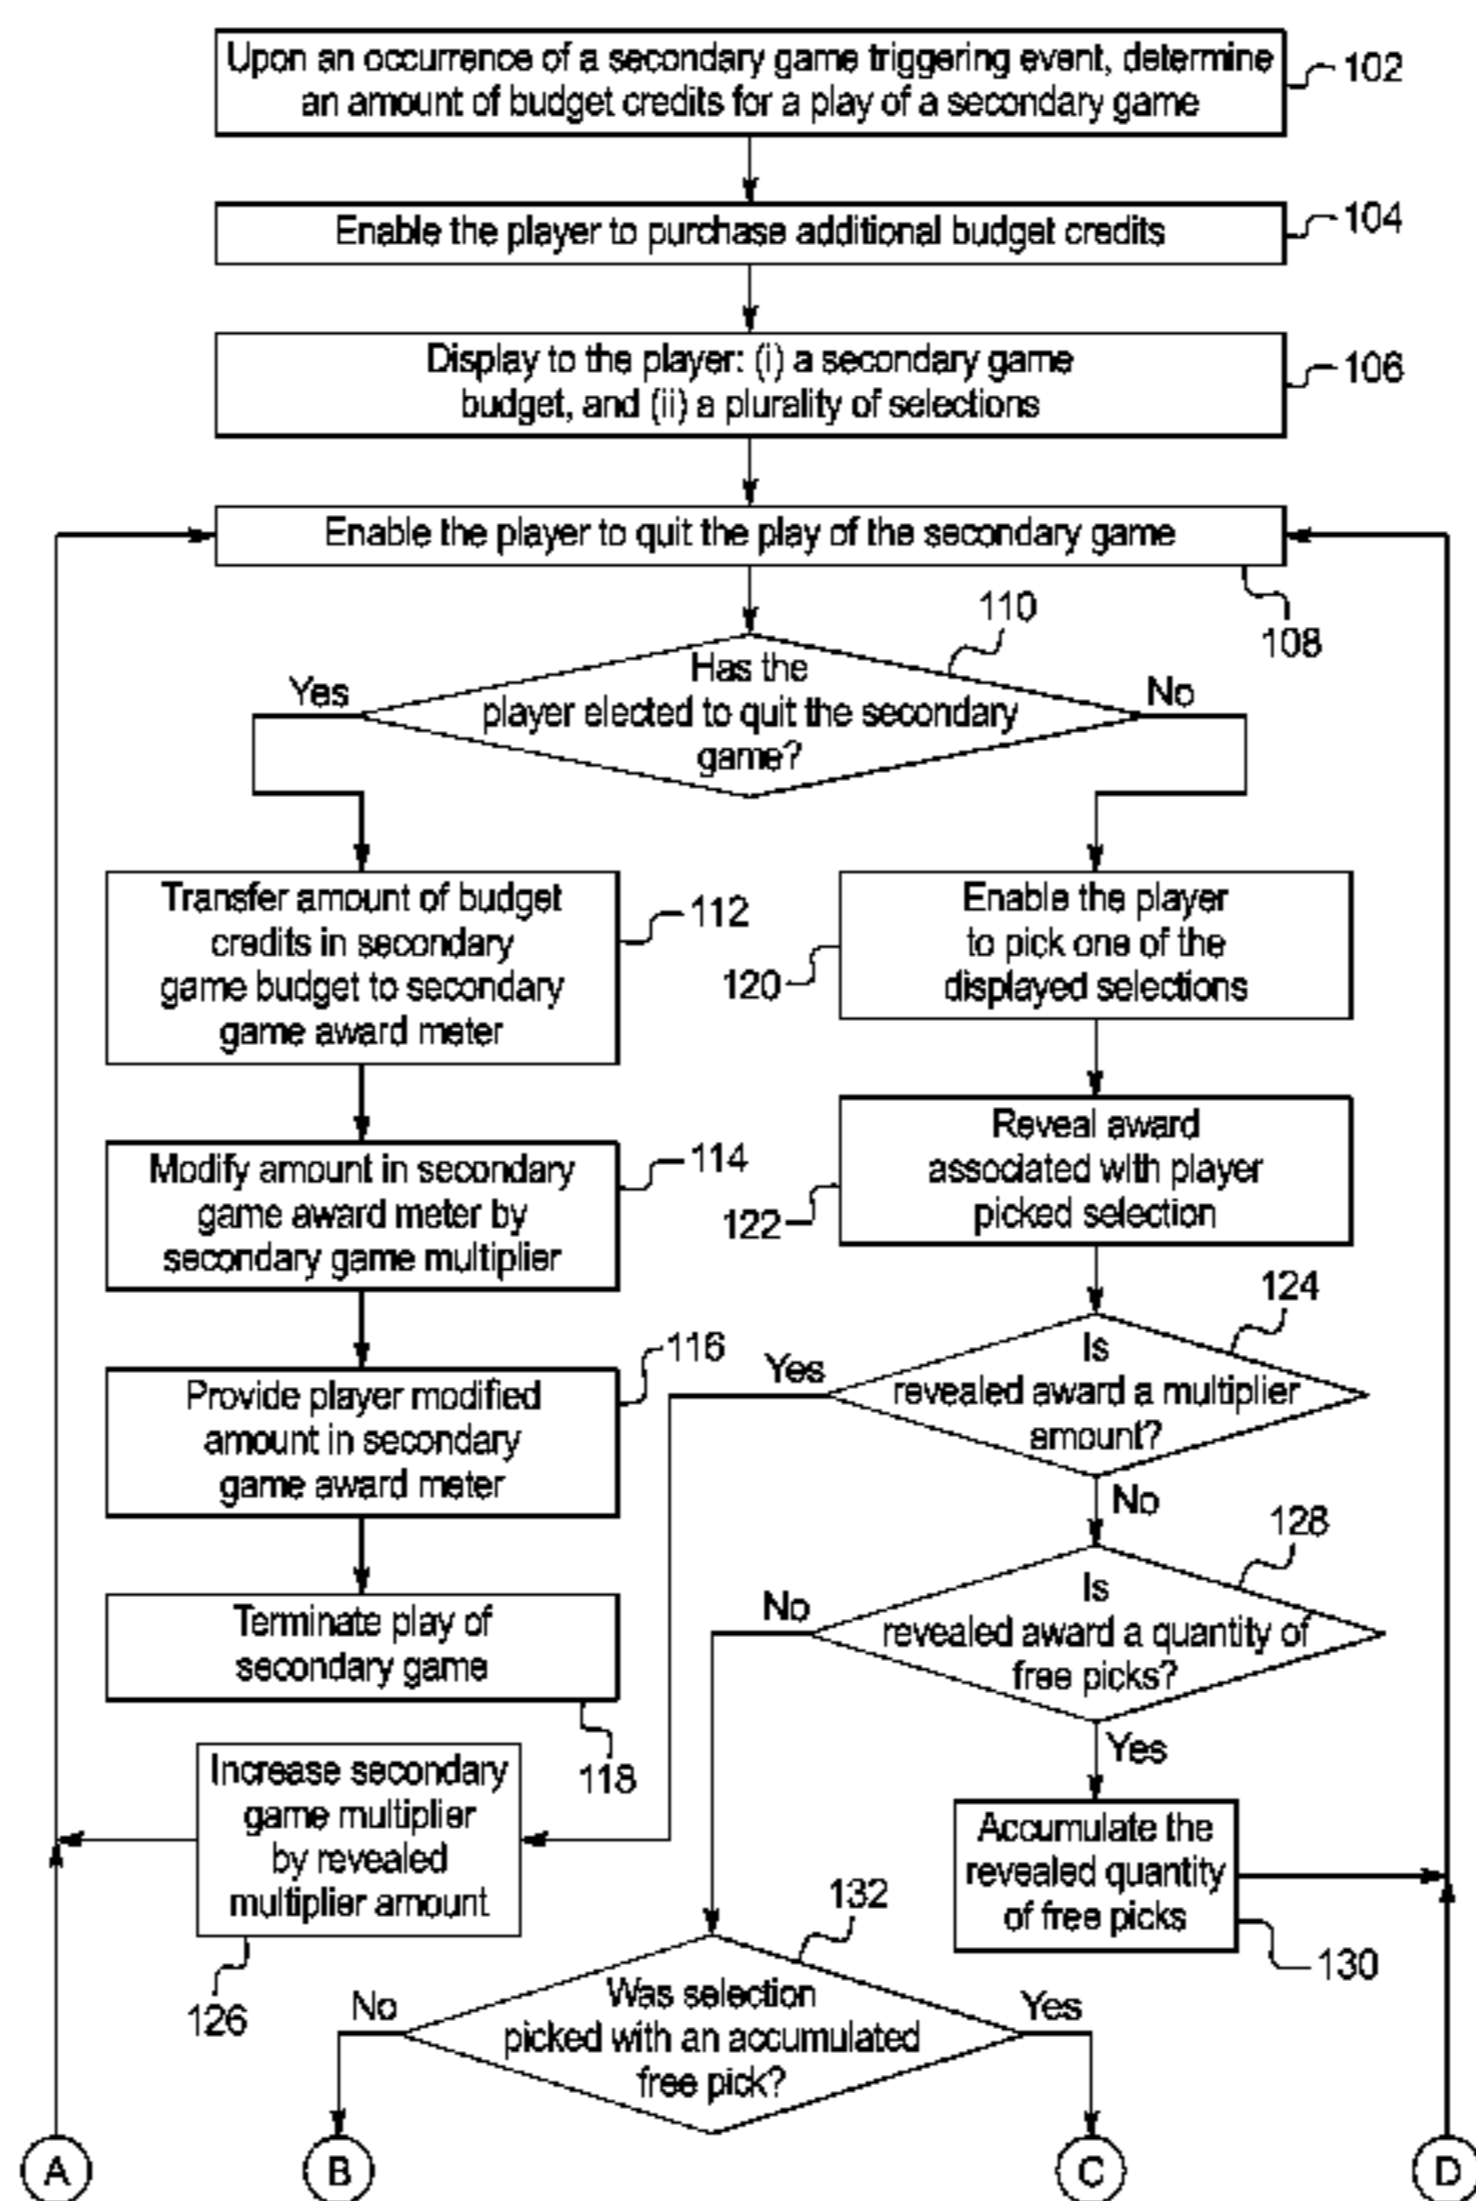 Upon an occurrence of a secondary game triggering event, determine
an amount of budget credits for a play of a secondary game
102
Enable the player to purchase additional budget credits
104
Display to the player: (i) a secondary game
budget, and (ii) a plurality of selections
106
Enable the player to quit the play of the secondary game
108
110
Has the
player elected to quit the secondary
game?
Yes
No
Transfer amount of budget
credits in secondary
game budget to secondary
game award meter
112
Enable the player
to pick one of the
displayed selections
120
Modify amount in secondary
game award meter by
secondary game multiplier
114
Reveal award
associated with player
picked selection
122
Provide player modified
amount in secondary
game award meter
116
124
Is
revealed award a multiplier
amount?
Yes
No
Terminate play of
secondary game
118
128
Is
revealed award a quantity of
free picks?
No
Yes
Increase secondary
game multiplier
by revealed
multiplier amount
126
Accumulate the
revealed quantity
of free picks
130
132
Was selection
picked with an accumulated
free pick?
No
Yes
A
B
C
D